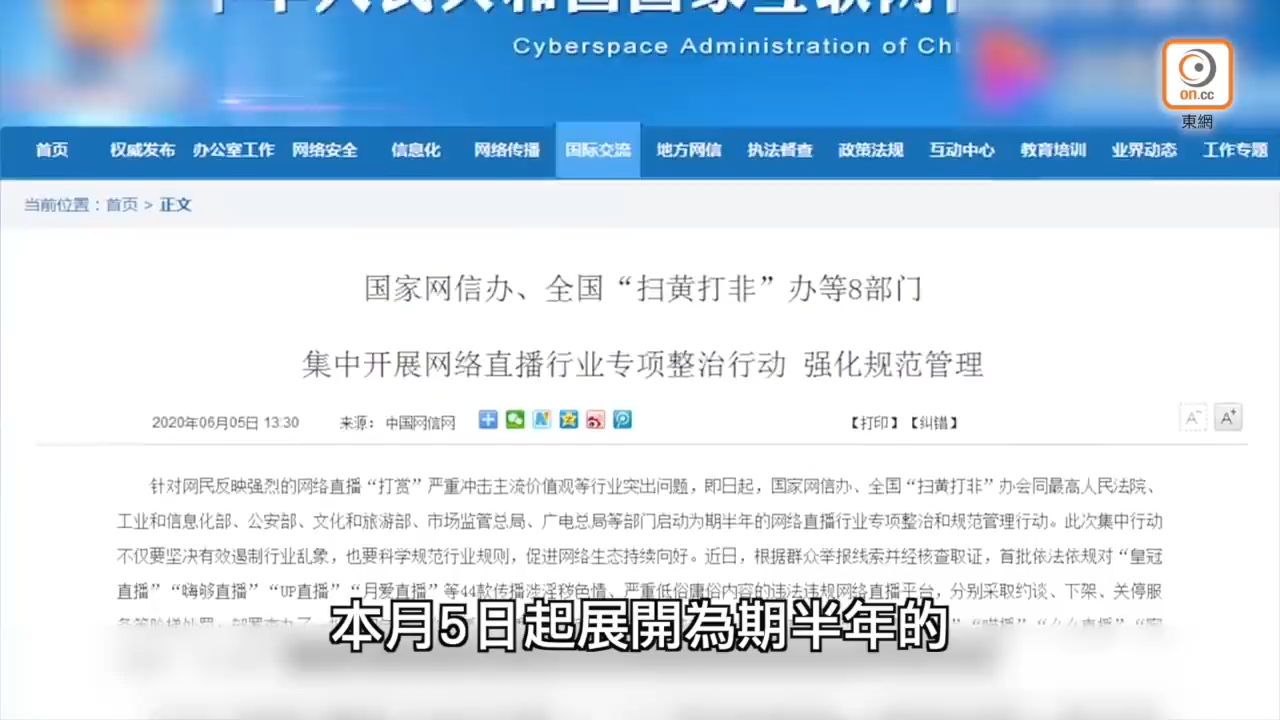 Cyberspace Administration of Chi
on.cc
東網
首页 权威发布 办公室工作 网络安全 信息化 网络传播 国际交流 地方网信 执法督查 政策法规 互动中心 教育培训 业界动态 工作专题
当前位置：首页 > 正文
国家网信办、全国“扫黄打非”办等8部门
集中开展网络直播行业专项整治行动 强化规范管理
2020年06月05日 13:30 来源： 中国网信网 【打印】【纠错】 A- A+
针对网民反映强烈的网络直播“打赏”严重冲击主流价值观等行业突出问题，即日起，国家网信办、全国“扫黄打非”办会同最高人民法院、
工业和信息化部、公安部、文化和旅游部、市场监管总局、广电总局等部门启动为期半年的网络直播行业专项整治和规范管理行动。此次集中行动
不仅要坚决有效遏制行业乱象，也要科学规范行业规则，促进网络生态持续向好。近日，根据群众举报线索并经核查取证，首批依法依规对“皇冠
直播”“嗨够直播”“UP直播”“月爱直播”等44款传播涉淫秽色情、严重低俗庸俗内容的违法违规网络直播平台，分别采取约谈、下架、关停服
本月5日起展開為期半年的